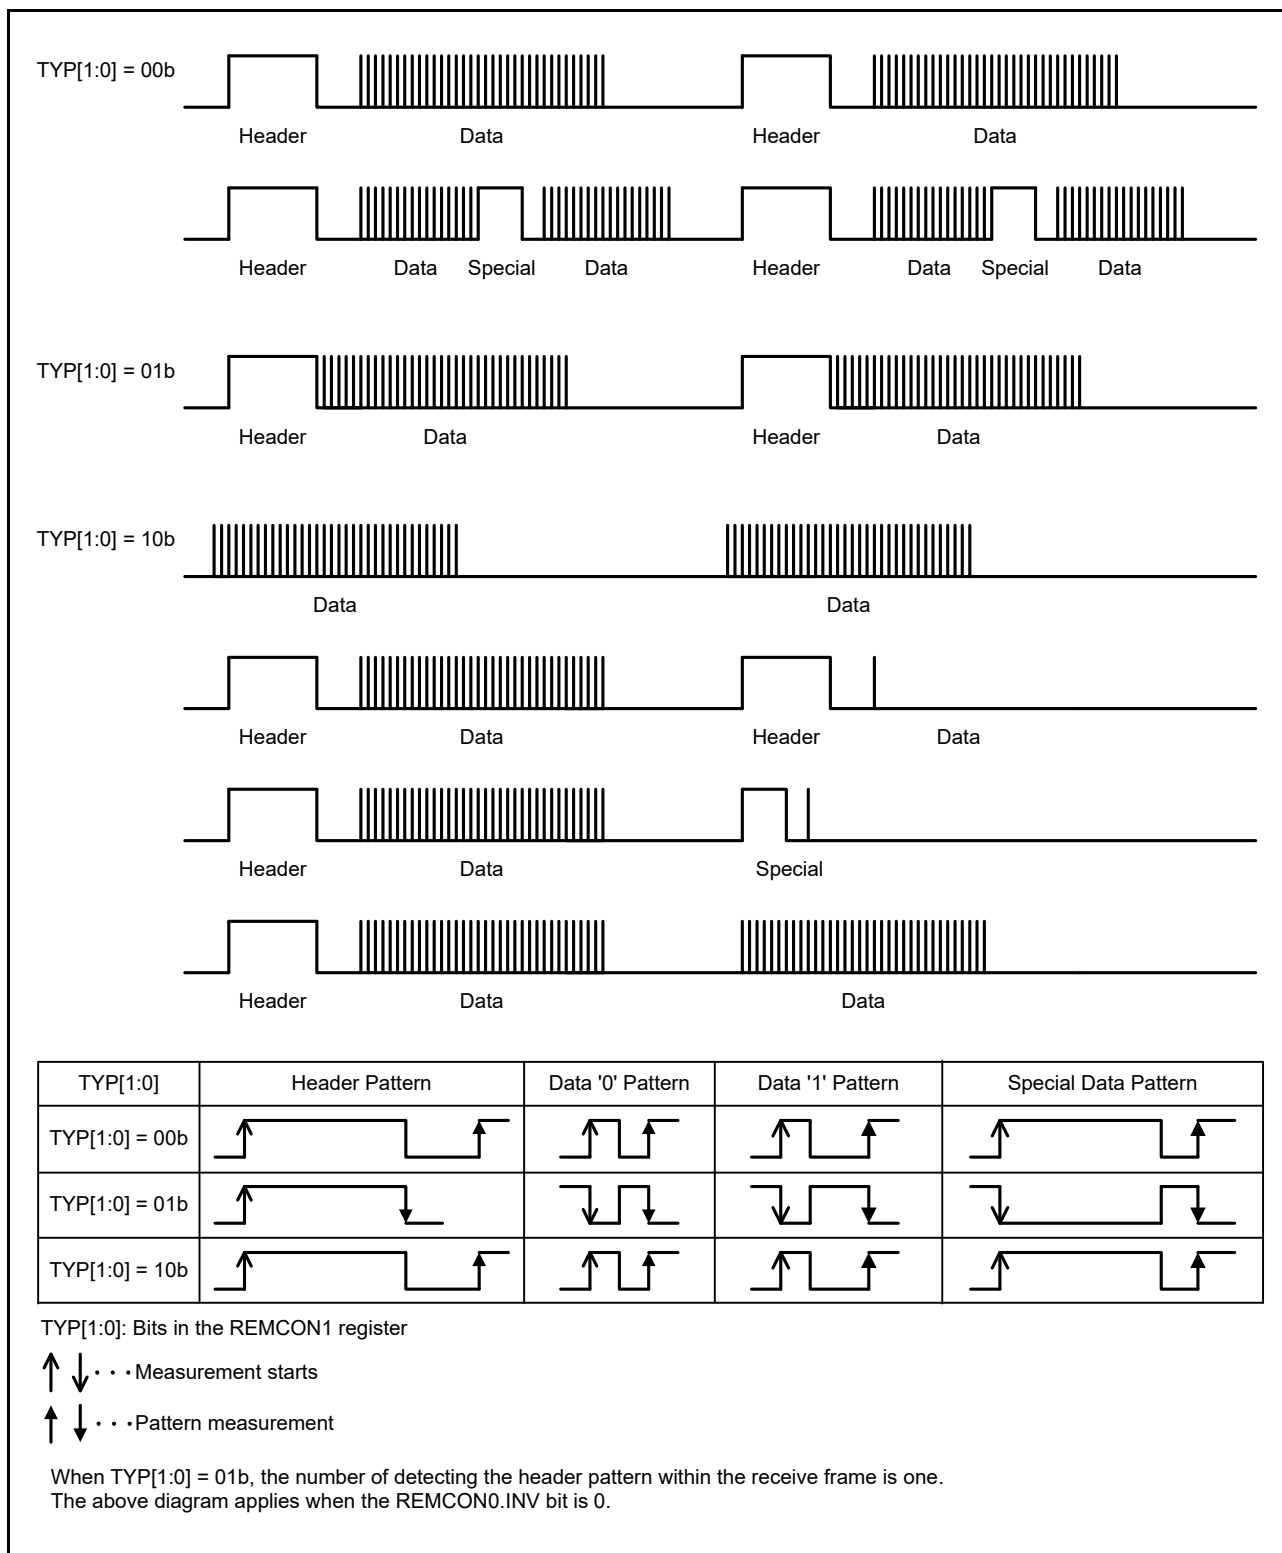 TYP[1:0] = 00b
Header Data Header Data
Header Data Special Data Header Data Special Data
TYP[1:0] = 01b
Header Data Header Data
TYP[1:0] = 10b
Data Data
Header Data Header Data
Header Data Special
Header Data Data
TYP[1:0] Header Pattern Data '0' Pattern Data '1' Pattern Special Data Pattern
TYP[1:0] = 00b
TYP[1:0] = 01b
TYP[1:0] = 10b
TYP[1:0]: Bits in the REMCON1 register
· · · Measurement starts
· · · Pattern measurement
When TYP[1:0] = 01b, the number of detecting the header pattern within the receive frame is one.
The above diagram applies when the REMCON0.INV bit is 0.